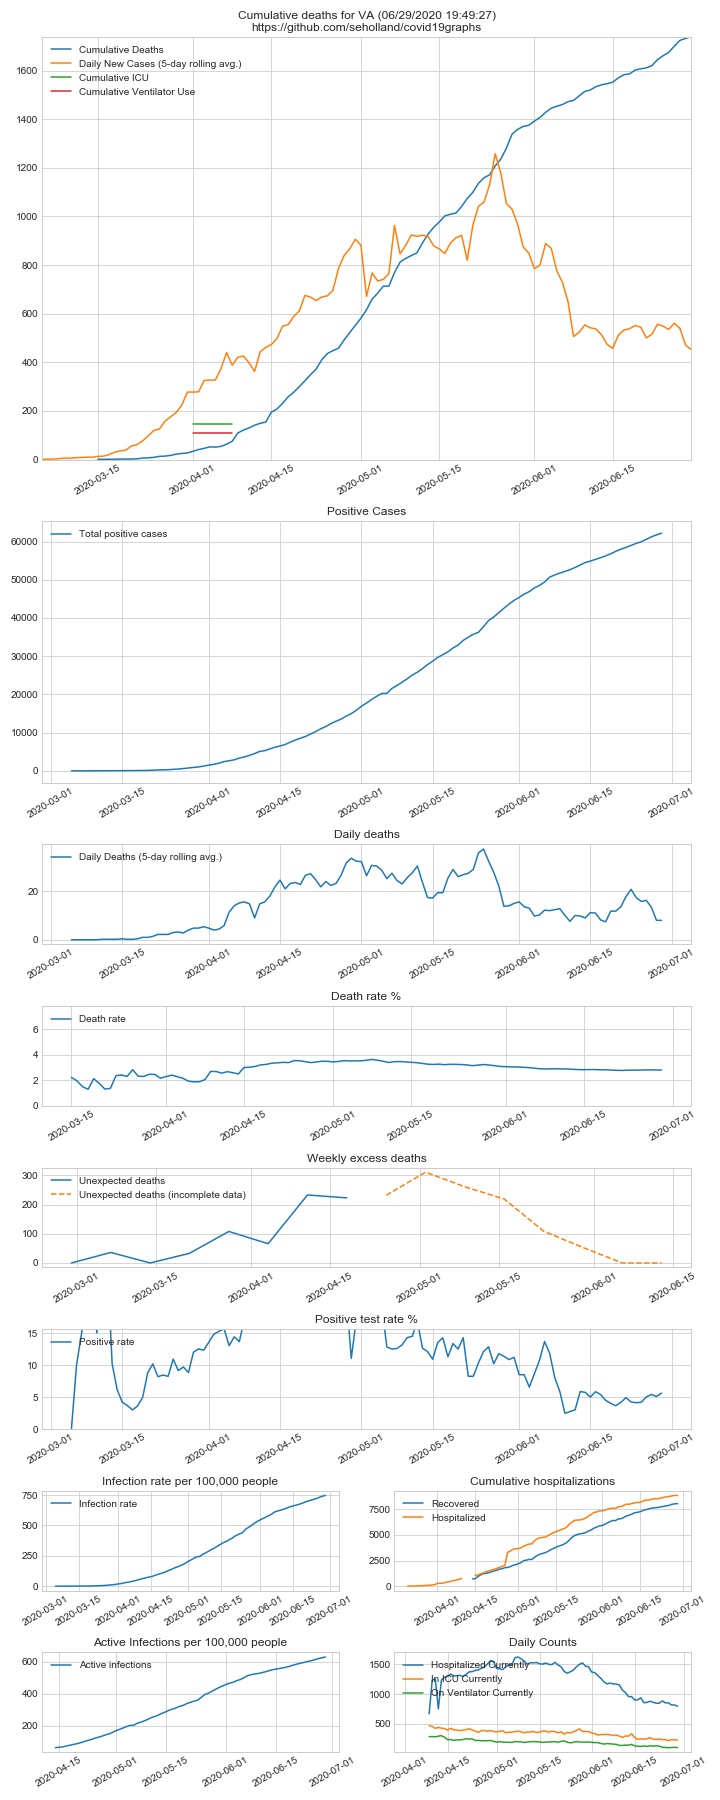 Cumulative deaths for VA (06/29/2020 19:49:27)
https://github.com/seholland/covid19graphs
Cumulative Deaths
Daily New Cases (5-day rolling avg.)
Cumulative ICU
Cumulative Ventilator Use
1600
1400
1200
1000
800
600
400
200
0
2020-03-15 2020-04-01 2020-04-15 2020-05-01 2020-05-15 2020-06-01 2020-06-15
Positive Cases
Total positive cases
60000
50000
40000
30000
20000
10000
0
2020-03-01 2020-03-15 2020-04-01 2020-04-15 2020-05-01 2020-05-15 2020-06-01 2020-06-15 2020-07-01
Daily deaths
Daily Deaths (5-day rolling avg.)
20
0
2020-03-01 2020-03-15 2020-04-01 2020-04-15 2020-05-01 2020-05-15 2020-06-01 2020-06-15 2020-07-01
Death rate %
Death rate
6
4
2
0
2020-03-15 2020-04-01 2020-04-15 2020-05-01 2020-05-15 2020-06-01 2020-06-15 2020-07-01
Weekly excess deaths
Unexpected deaths
Unexpected deaths (incomplete data)
300
200
100
0
2020-03-01 2020-03-15 2020-04-01 2020-04-15 2020-05-01 2020-05-15 2020-06-01 2020-06-15
Positive test rate %
Positive rate
15
10
5
0
2020-03-01 2020-03-15 2020-04-01 2020-04-15 2020-05-01 2020-05-15 2020-06-01 2020-06-15 2020-07-01
Infection rate per 100,000 people
Infection rate
750
500
250
0
2020-03-01 2020-03-15 2020-04-01 2020-04-15 2020-05-01 2020-05-15 2020-06-01 2020-06-15 2020-07-01
Cumulative hospitalizations
Recovered
Hospitalized
7500
5000
2500
0
2020-04-01 2020-04-15 2020-05-01 2020-05-15 2020-06-01 2020-06-15 2020-07-01
Active Infections per 100,000 people
Active infections
600
400
200
2020-04-15 2020-05-01 2020-05-15 2020-06-01 2020-06-15 2020-07-01
Daily Counts
Hospitalized Currently
In ICU Currently
On Ventilator Currently
1500
1000
500
2020-04-01 2020-04-15 2020-05-01 2020-05-15 2020-06-01 2020-06-15 2020-07-01